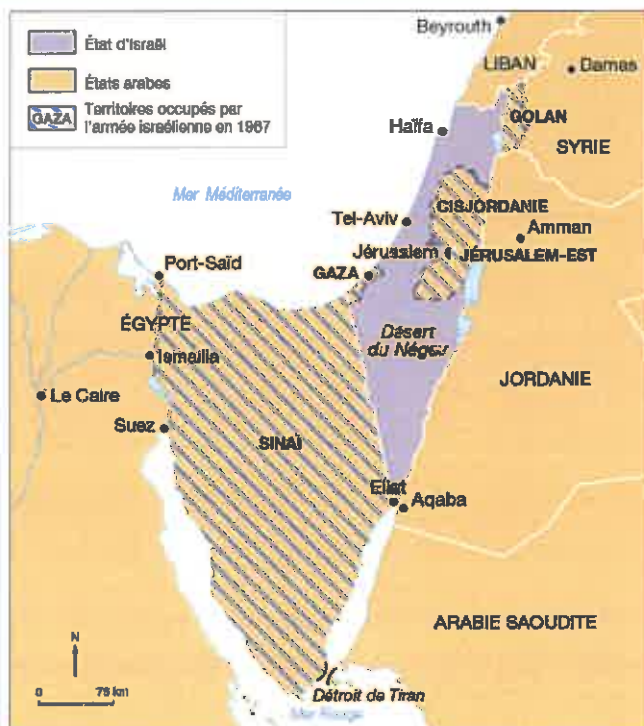 État d'Israël
États arabes
GAZA
Territoires occupés par
l'armée israélienne en 1967
Beyrouth
LIBAN
Damas
GOLAN
Haïfa
SYRIE
Mer Méditerranée
CISJORDANIE
Tel-Aviv
Amman
Jérusalem
JÉRUSALEM-EST
Port-Saïd
GAZA
ÉGYPTE
Désert
du Néguev
Ismaïlia
JORDANIE
Le Caire
Suez
SINAÏ
Eilat
Aqaba
ARABIE SAOUDITE
N
0 75 km
Détroit de Tiran
Mer Rouge